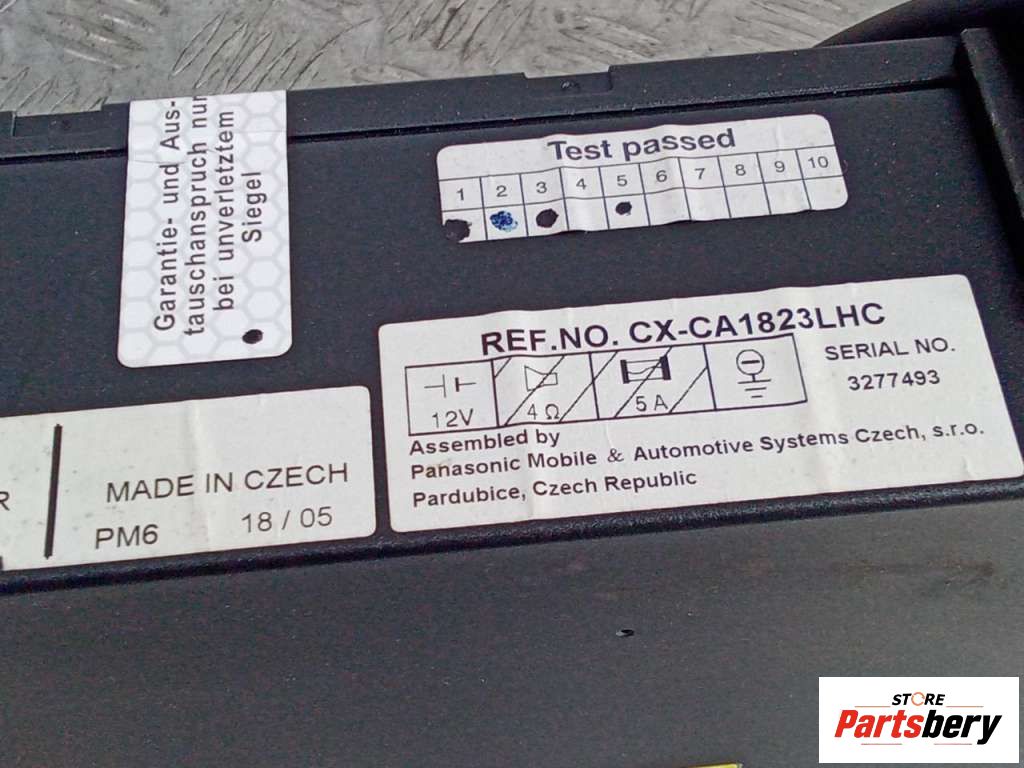 Garantie- und Aus-
tauschanspruch nur
bei unverletztem
Siegel
Test passed
1 2 3 4 5 6 7 8 9 10
REF.NO. CX-CA1823LHC
12V 4 Ω 5 A
SERIAL NO.
3277493
Assembled by
Panasonic Mobile & Automotive Systems Czech, s.r.o.
Pardubice, Czech Republic
R
MADE IN CZECH
PM6 18 / 05
STORE
Partsbery